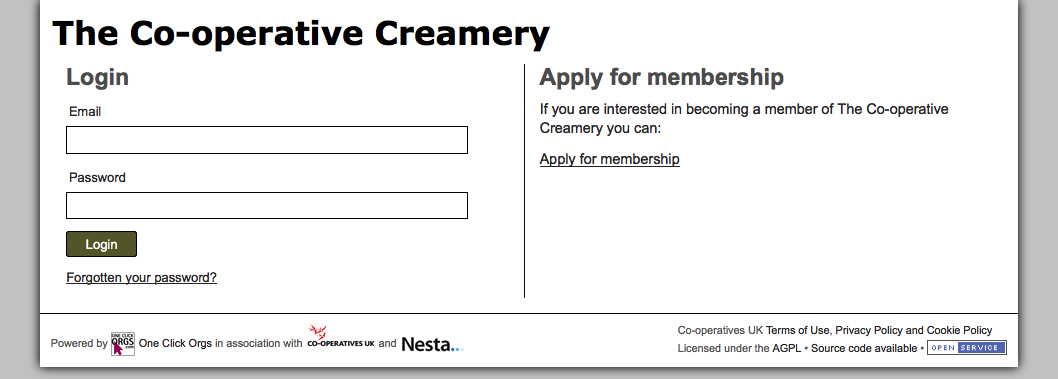 The Co-operative Creamery
Login
Email
Password
Login
Forgotten your password?
Apply for membership
If you are interested in becoming a member of The Co-operative
Creamery you can:
Apply for membership
Powered by ONE CLICK ORGS .COM One Click Orgs in association with CO-OPERATIVES UK and Nesta...
Co-operatives UK Terms of Use, Privacy Policy and Cookie Policy
Licensed under the AGPL • Source code available • OPEN SERVICE